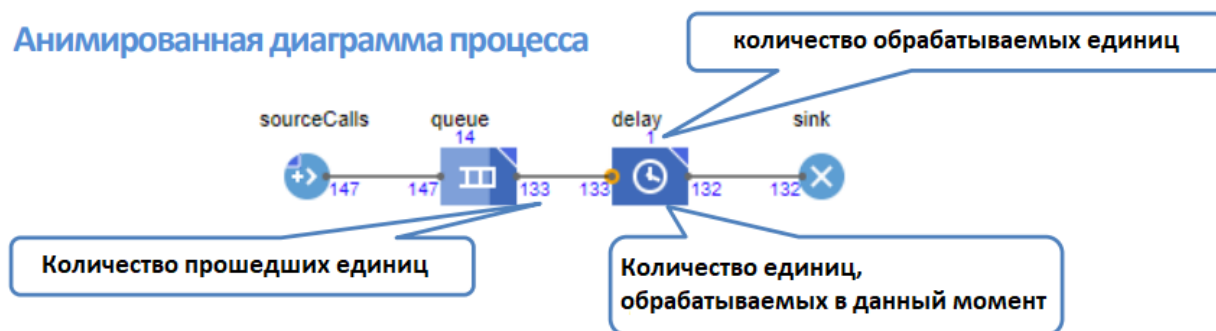 Анимированная диаграмма процесса
количество обрабатываемых единиц
sourceCalls queue delay sink
14 1
147 147 133 133 132 132
Количество прошедших единиц
Количество единиц,
обрабатываемых в данный момент